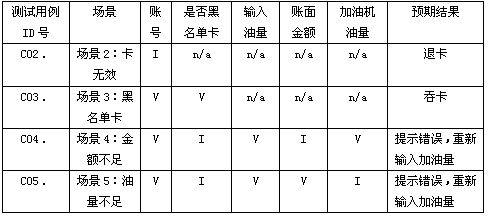 测试用例 场景 账 是否黑 输入 账面 加油机 预期结果
ID号 号 名单卡 油量 金额 油量
C02. 场景2：卡 I n/a n/a n/a n/a 退卡
无效
C03. 场景3：黑 V V n/a n/a n/a 吞卡
名单卡
C04. 场景4：金 V I V I V 提示错误,重新
额不足 输入加油量
C05. 场景5：油 V I V V I 提示错误,重新
量不足 输入加油量